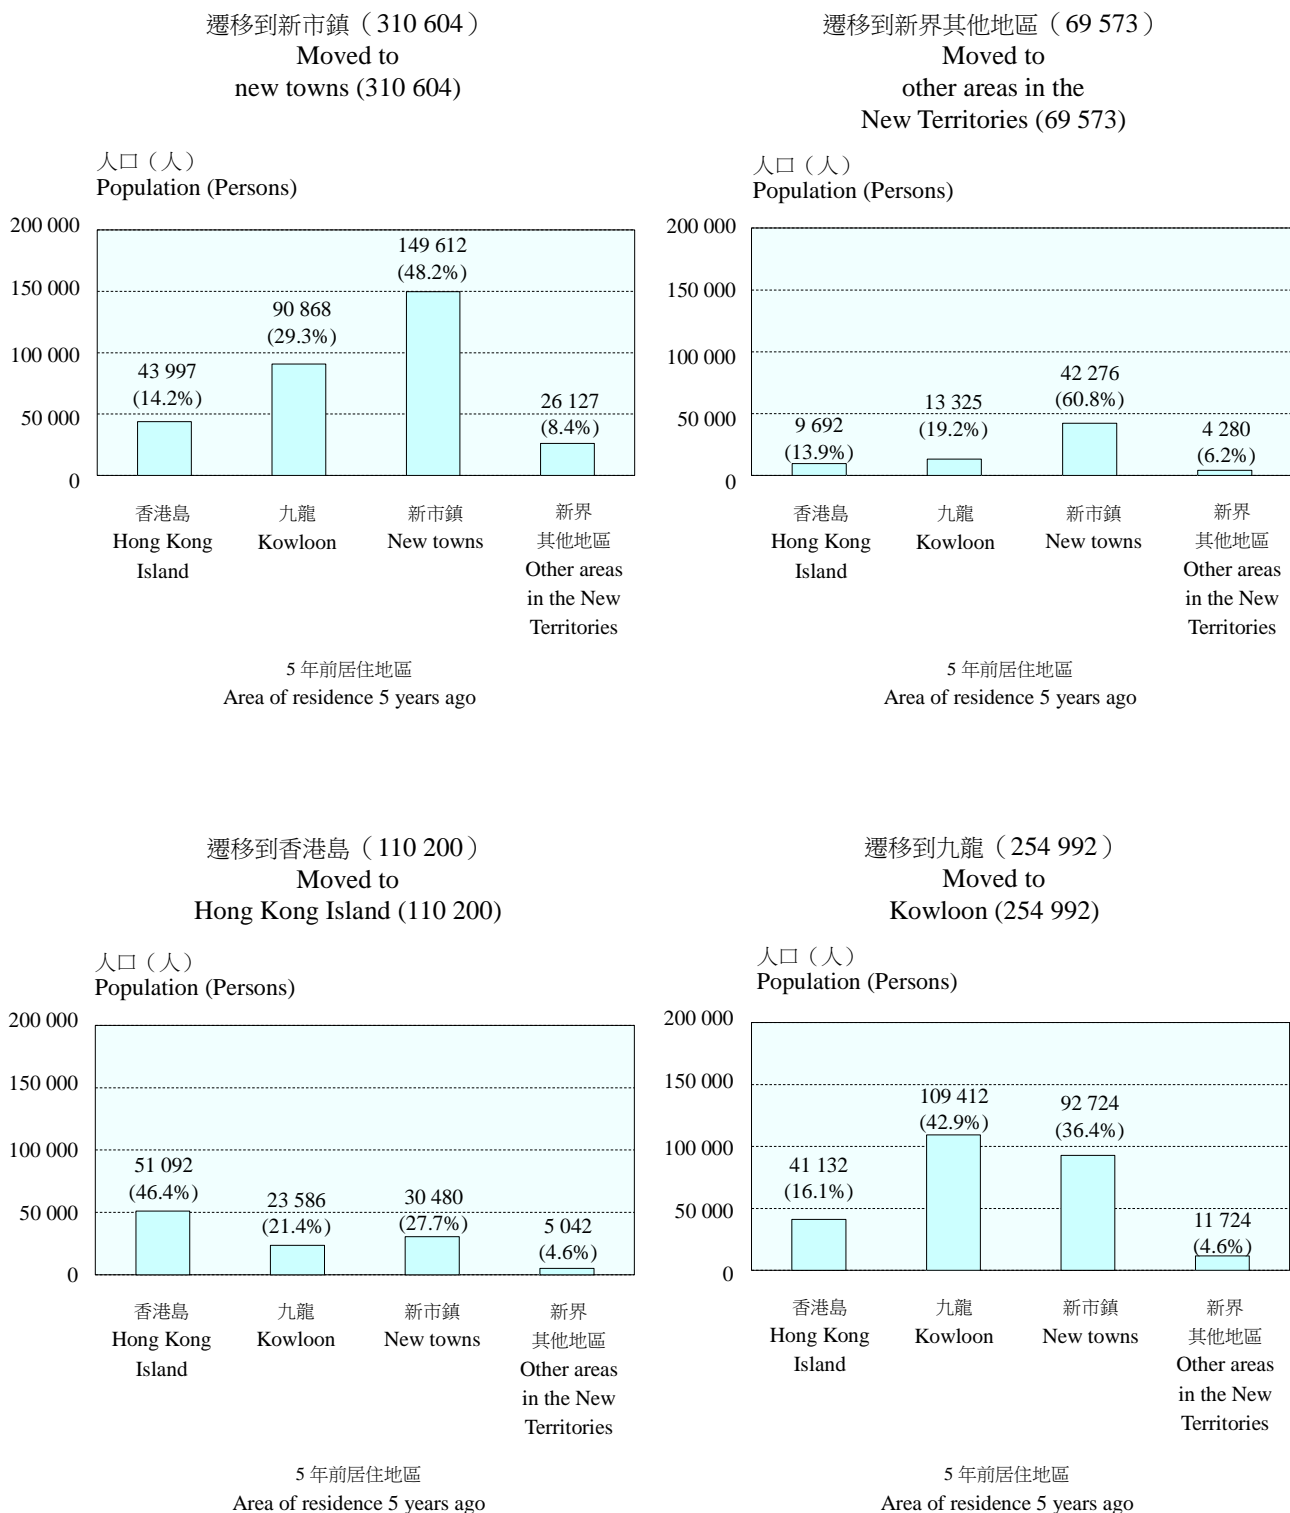 遷移到新市鎮（310 604）
Moved to
new towns (310 604)
人口（人）
Population (Persons)
200 000
150 000
100 000
50 000
0
43 997
(14.2%)
90 868
(29.3%)
149 612
(48.2%)
26 127
(8.4%)
香港島
Hong Kong
Island
九龍
Kowloon
新市鎮
New towns
新界
其他地區
Other areas
in the New
Territories
5 年前居住地區
Area of residence 5 years ago
遷移到新界其他地區（69 573）
Moved to
other areas in the
New Territories (69 573)
人口（人）
Population (Persons)
200 000
150 000
100 000
50 000
0
9 692
(13.9%)
13 325
(19.2%)
42 276
(60.8%)
4 280
(6.2%)
香港島
Hong Kong
Island
九龍
Kowloon
新市鎮
New towns
新界
其他地區
Other areas
in the New
Territories
5 年前居住地區
Area of residence 5 years ago
遷移到香港島（110 200）
Moved to
Hong Kong Island (110 200)
人口（人）
Population (Persons)
200 000
150 000
100 000
50 000
0
51 092
(46.4%)
23 586
(21.4%)
30 480
(27.7%)
5 042
(4.6%)
香港島
Hong Kong
Island
九龍
Kowloon
新市鎮
New towns
新界
其他地區
Other areas
in the New
Territories
5 年前居住地區
Area of residence 5 years ago
遷移到九龍（254 992）
Moved to
Kowloon (254 992)
人口（人）
Population (Persons)
200 000
150 000
100 000
50 000
0
41 132
(16.1%)
109 412
(42.9%)
92 724
(36.4%)
11 724
(4.6%)
香港島
Hong Kong
Island
九龍
Kowloon
新市鎮
New towns
新界
其他地區
Other areas
in the New
Territories
5 年前居住地區
Area of residence 5 years ago